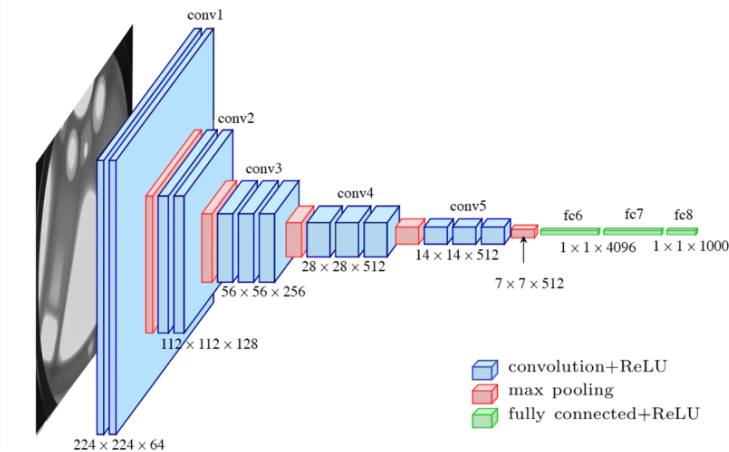 conv1
conv2
conv3
conv4
conv5
fc6
fc7
fc8
1 × 1 × 4096
1 × 1 × 1000
14 × 14 × 512
28 × 28 × 512
7 × 7 × 512
56 × 56 × 256
112 × 112 × 128
224 × 224 × 64
convolution+ReLU
max pooling
fully connected+ReLU